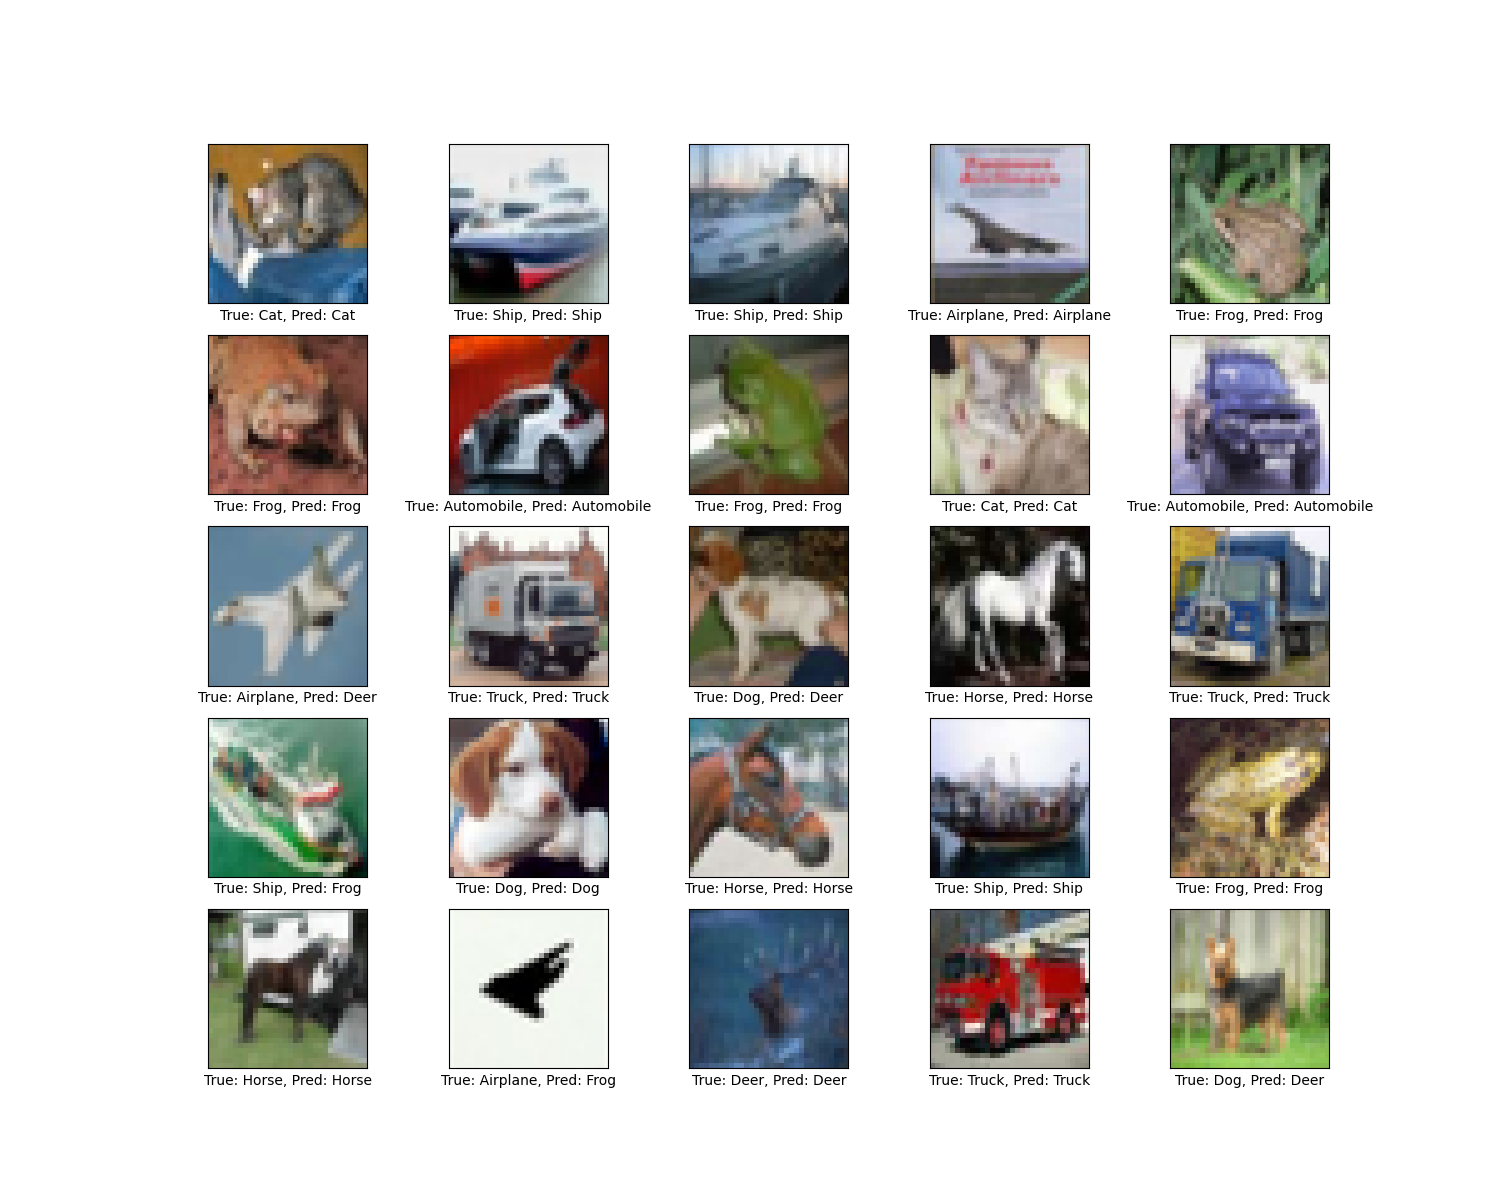 True: Cat, Pred: Cat
True: Ship, Pred: Ship
True: Ship, Pred: Ship
True: Airplane, Pred: Airplane
True: Frog, Pred: Frog
True: Frog, Pred: Frog
True: Automobile, Pred: Automobile
True: Frog, Pred: Frog
True: Cat, Pred: Cat
True: Automobile, Pred: Automobile
True: Airplane, Pred: Deer
True: Truck, Pred: Truck
True: Dog, Pred: Deer
True: Horse, Pred: Horse
True: Truck, Pred: Truck
True: Ship, Pred: Frog
True: Dog, Pred: Dog
True: Horse, Pred: Horse
True: Ship, Pred: Ship
True: Frog, Pred: Frog
True: Horse, Pred: Horse
True: Airplane, Pred: Frog
True: Deer, Pred: Deer
True: Truck, Pred: Truck
True: Dog, Pred: Deer